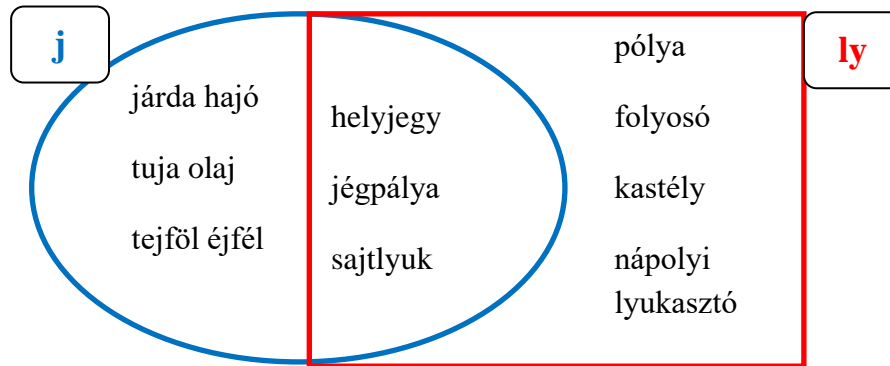 j
ly
járda hajó
tuja olaj
tejföl éjfél
helyjegy
jégpálya
sajtlyuk
pólya
folyosó
kastély
nápolyi
lyukasztó